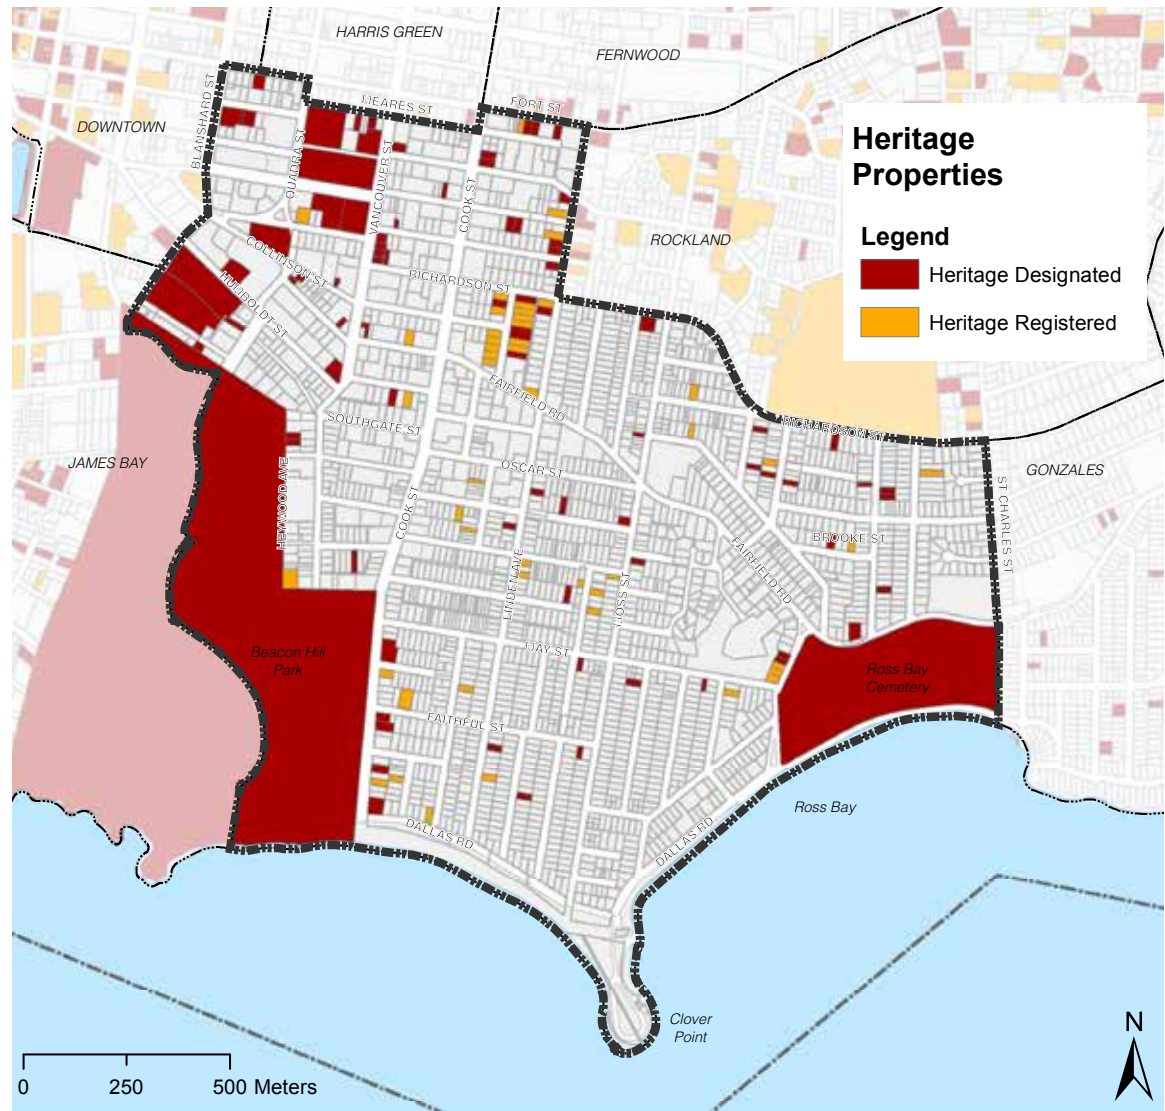 HARRIS GREEN
FERNWOOD
MEARES ST
FORT ST
DOWNTOWN
BLANSHARD ST
QUADRA ST
VANCOUVER ST
COOK ST
Heritage
Properties
Legend
Heritage Designated
Heritage Registered
ROCKLAND
COLLINSON ST
HUMBOLDT ST
RICHARDSON ST
FAIRFIELD RD
SOUTHGATE ST
RICHARDSON ST
JAMES BAY
OSCAR ST
GONZALES
HEYWOOD AVE
COOK ST
ST CHARLES ST
BROOKE ST
FAIRFIELD RD
LINDEN AVE
MOSS ST
MAY ST
Beacon Hill
Park
Ross Bay
Cemetery
FAITHFUL ST
Ross Bay
DALLAS RD
DALLAS RD
Clover
Point
N
0 250 500 Meters